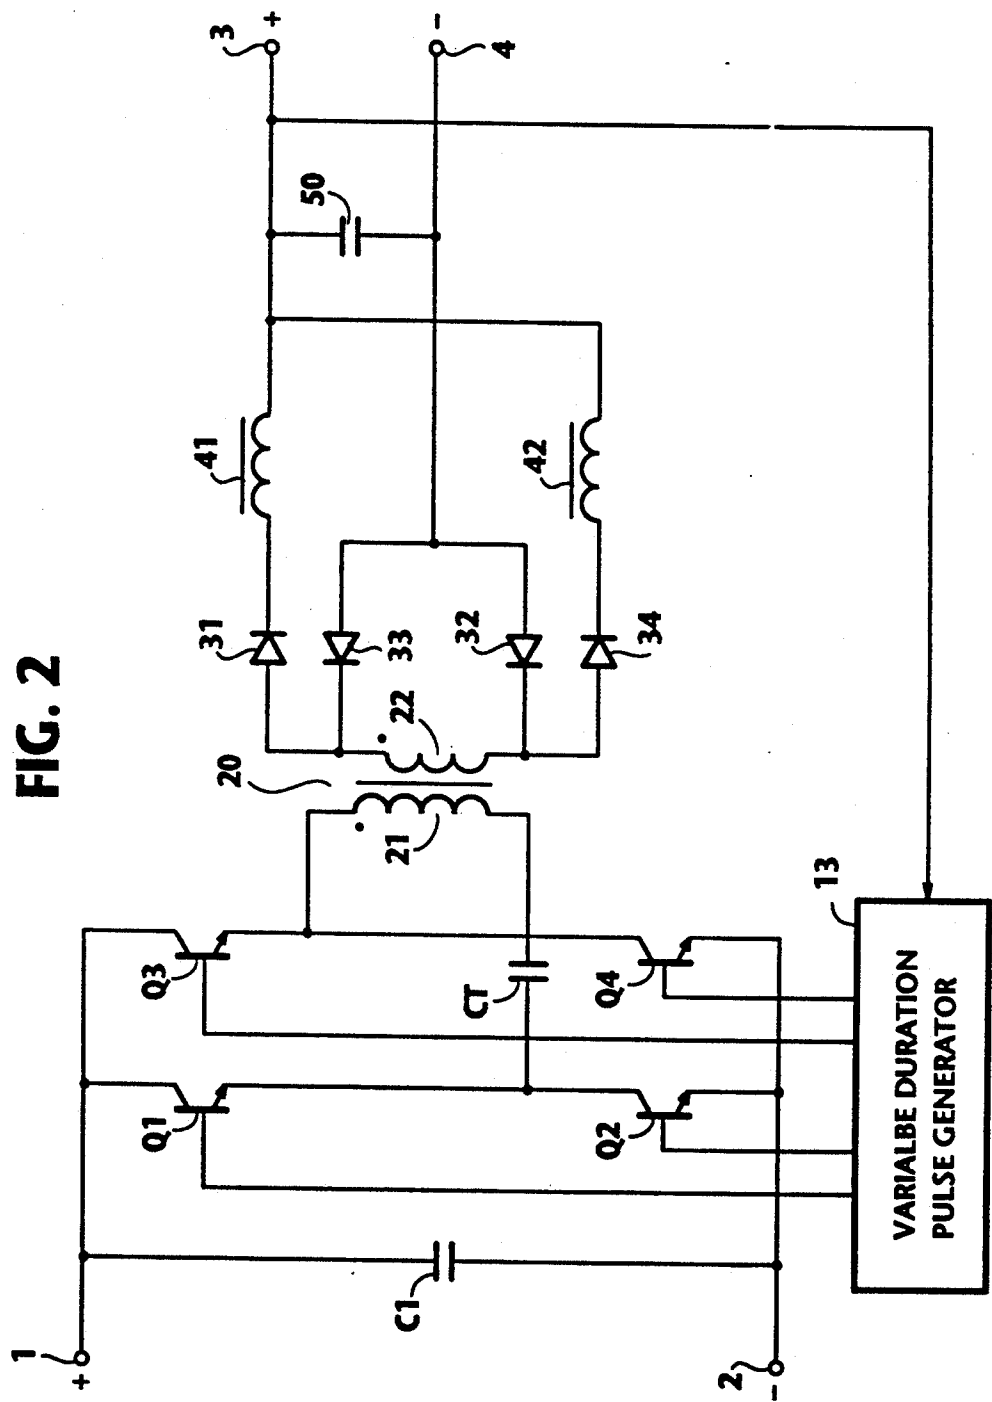 FIG. 2
1
+
2
−
C1
Q1
Q2
Q3
Q4
CT
20
21
22
31
33
32
34
41
42
50
3
+
4
−
13
VARIALBE DURATION
PULSE GENERATOR